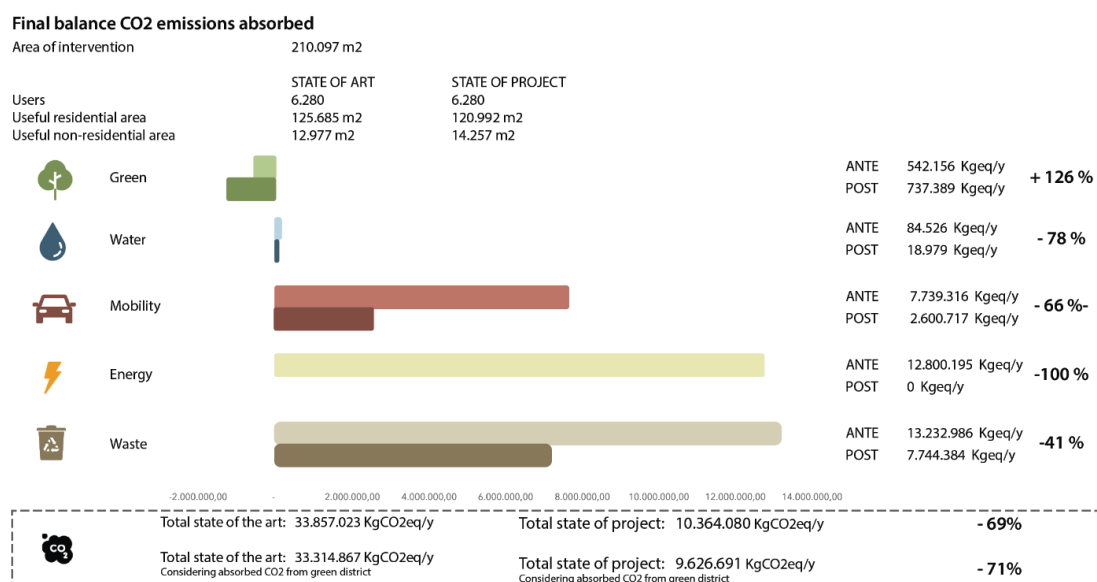 Final balance CO2 emissions absorbed
Area of intervention 210.097 m2
STATE OF ART STATE OF PROJECT
Users 6.280 6.280
Useful residential area 125.685 m2 120.992 m2
Useful non-residential area 12.977 m2 14.257 m2
Green ANTE 542.156 Kgeq/y + 126 %
POST 737.389 Kgeq/y
Water ANTE 84.526 Kgeq/y - 78 %
POST 18.979 Kgeq/y
Mobility ANTE 7.739.316 Kgeq/y - 66 %-
POST 2.600.717 Kgeq/y
Energy ANTE 12.800.195 Kgeq/y -100 %
POST 0 Kgeq/y
Waste ANTE 13.232.986 Kgeq/y -41 %
POST 7.744.384 Kgeq/y
-2.000.000,00 - 2.000.000,00 4.000.000,00 6.000.000,00 8.000.000,00 10.000.000,00 12.000.000,00 14.000.000,00
CO2
Total state of the art: 33.857.023 KgCO2eq/y Total state of project: 10.364.080 KgCO2eq/y - 69%
Total state of the art: 33.314.867 KgCO2eq/y Total state of project: 9.626.691 KgCO2eq/y - 71%
Considering absorbed CO2 from green district Considering absorbed CO2 from green district